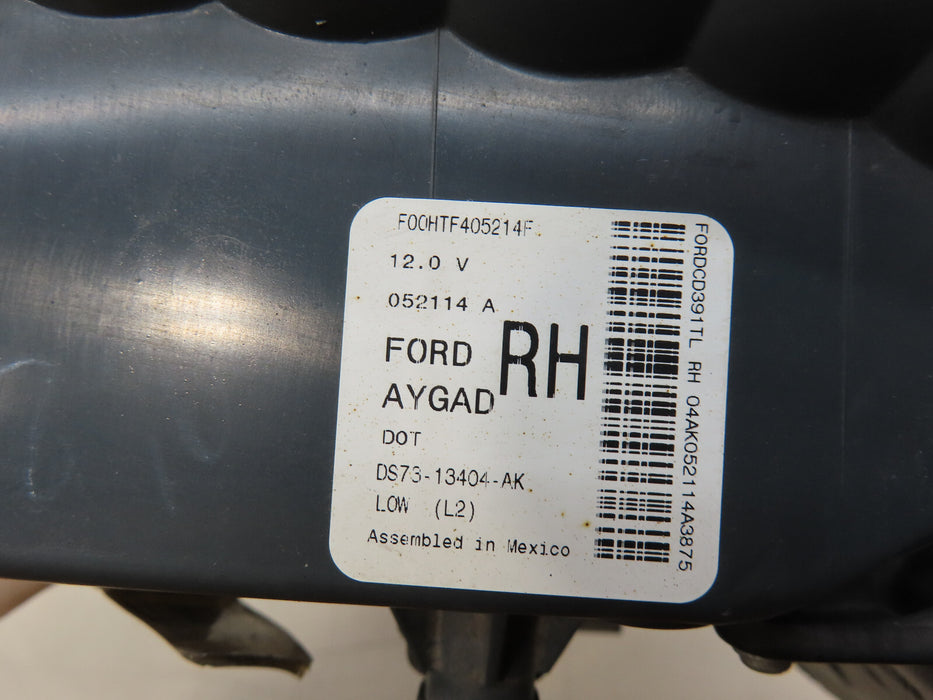 F00HTF405214F
12.0 V
052114 A
FORD
RH
AYGAD
DOT
DS73-13404-AK
LOW (L2)
Assembled in Mexico
FORDCD391TL RH 04AK052114A3875